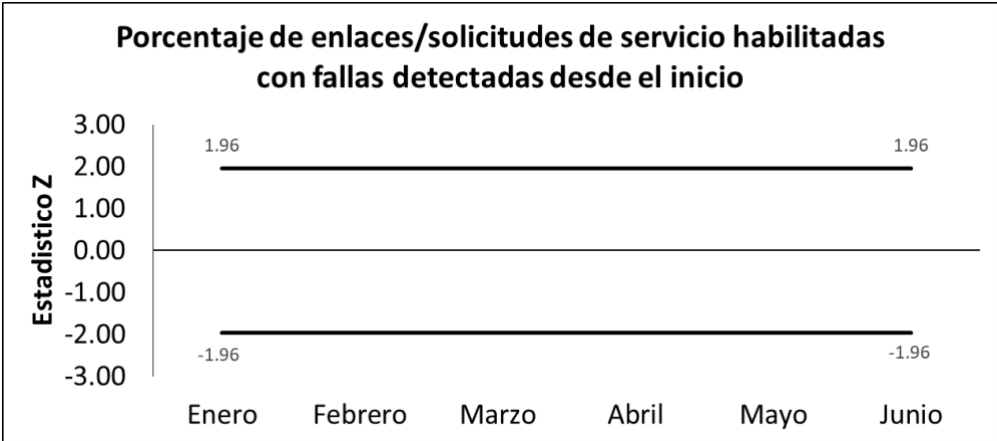 Porcentaje de enlaces/solicitudes de servicio habilitadas
con fallas detectadas desde el inicio
Estadistico Z
3.00
2.00
1.00
0.00
-1.00
-2.00
-3.00
1.96
1.96
-1.96
-1.96
Enero Febrero Marzo Abril Mayo Junio